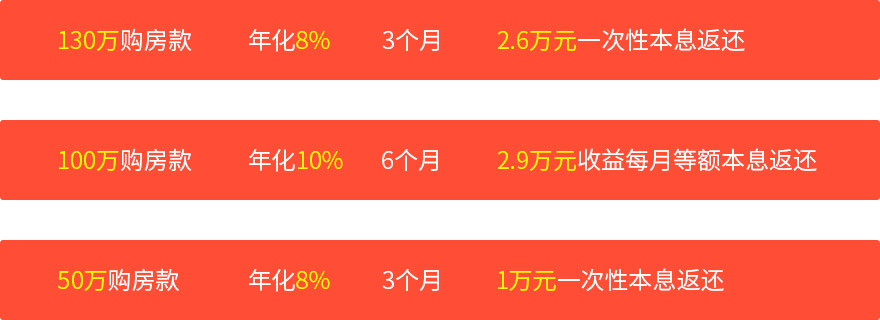 130万购房款 年化8% 3个月 2.6万元一次性本息返还
100万购房款 年化10% 6个月 2.9万元收益每月等额本息返还
50万购房款 年化8% 3个月 1万元一次性本息返还